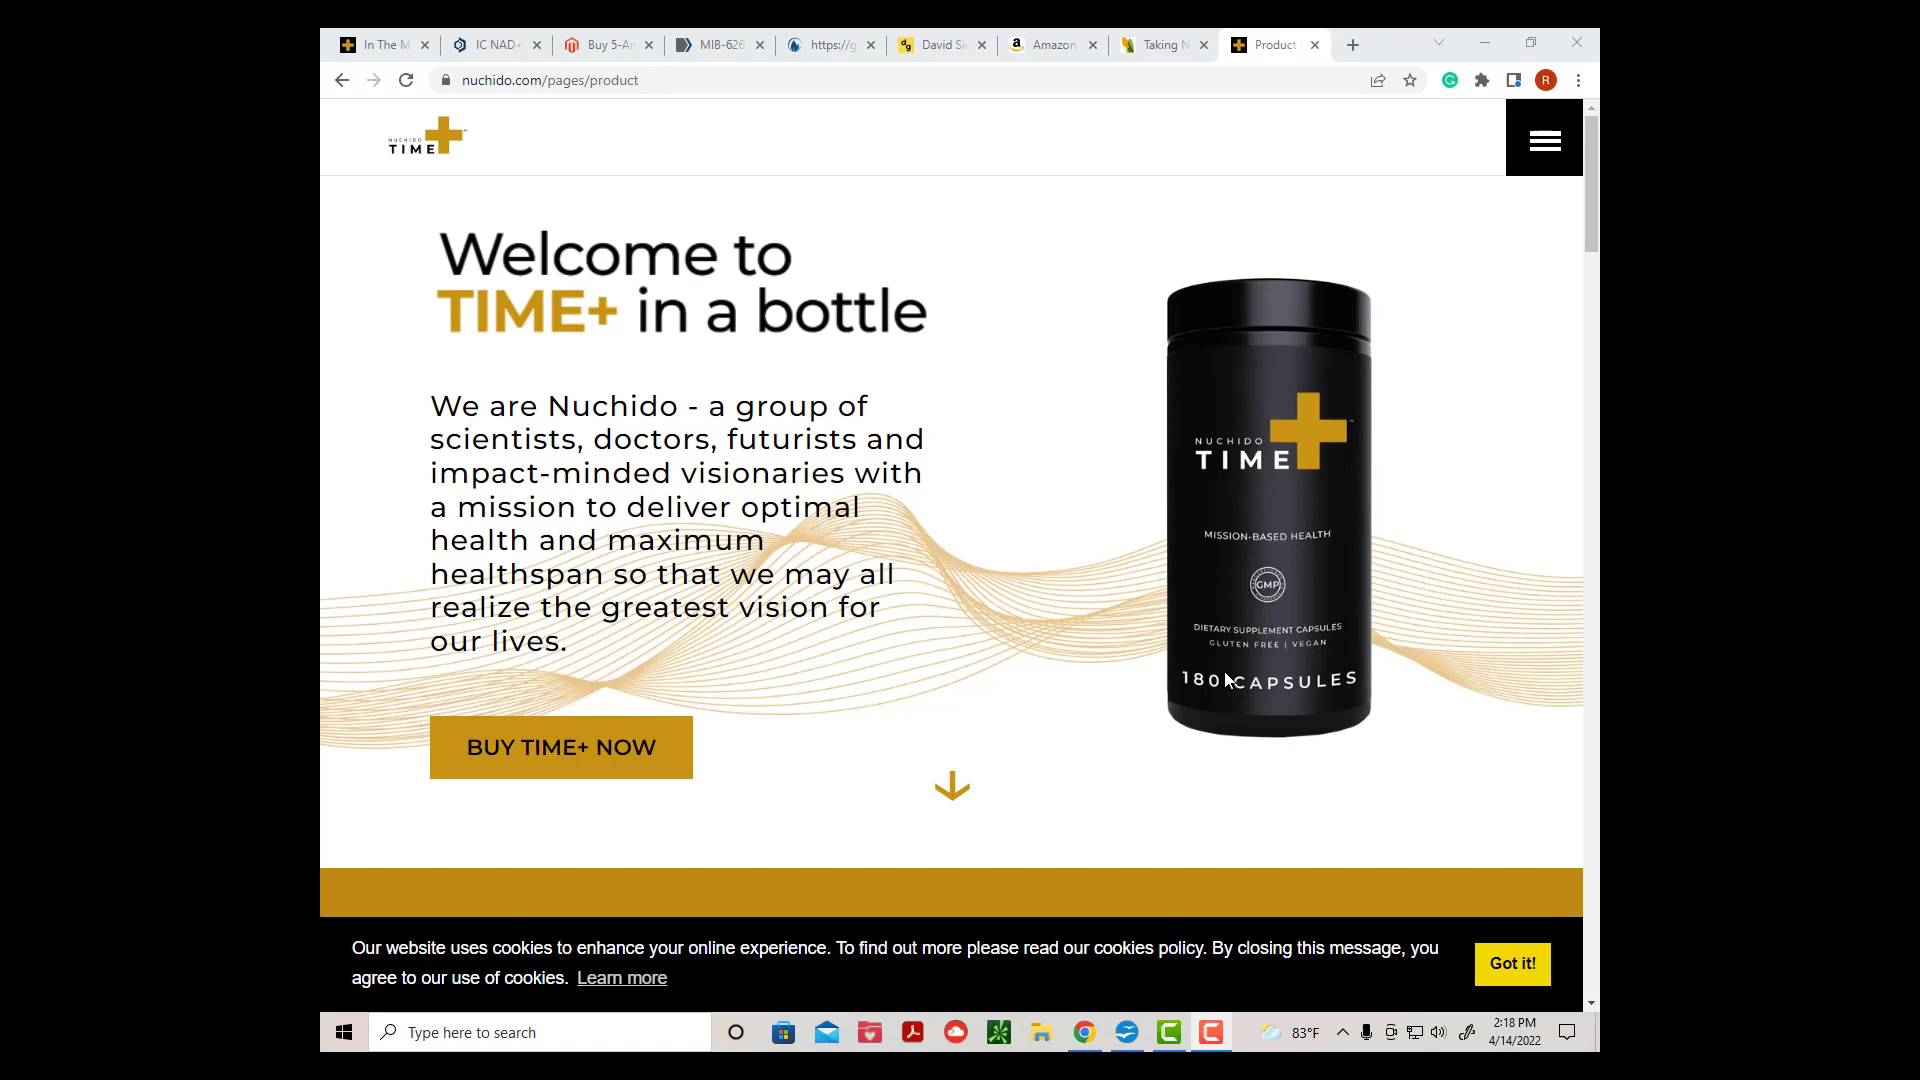 In The M
IC NAD+
Buy 5-Am
MIB-626
https://g
David Si
Amazon.
Taking N
Product
nuchido.com/pages/product
R
NUCHIDO
TIME
Welcome to
TIME+ in a bottle
We are Nuchido - a group of
scientists, doctors, futurists and
impact-minded visionaries with
a mission to deliver optimal
health and maximum
healthspan so that we may all
realize the greatest vision for
our lives.
BUY TIME+ NOW
NUCHIDO
TIME
MISSION-BASED HEALTH
GMP
DIETARY SUPPLEMENT CAPSULES
GLUTEN FREE | VEGAN
180 CAPSULES
Our website uses cookies to enhance your online experience. To find out more please read our cookies policy. By closing this message, you
agree to our use of cookies. Learn more
Got it!
Type here to search
83°F
2:18 PM
4/14/2022